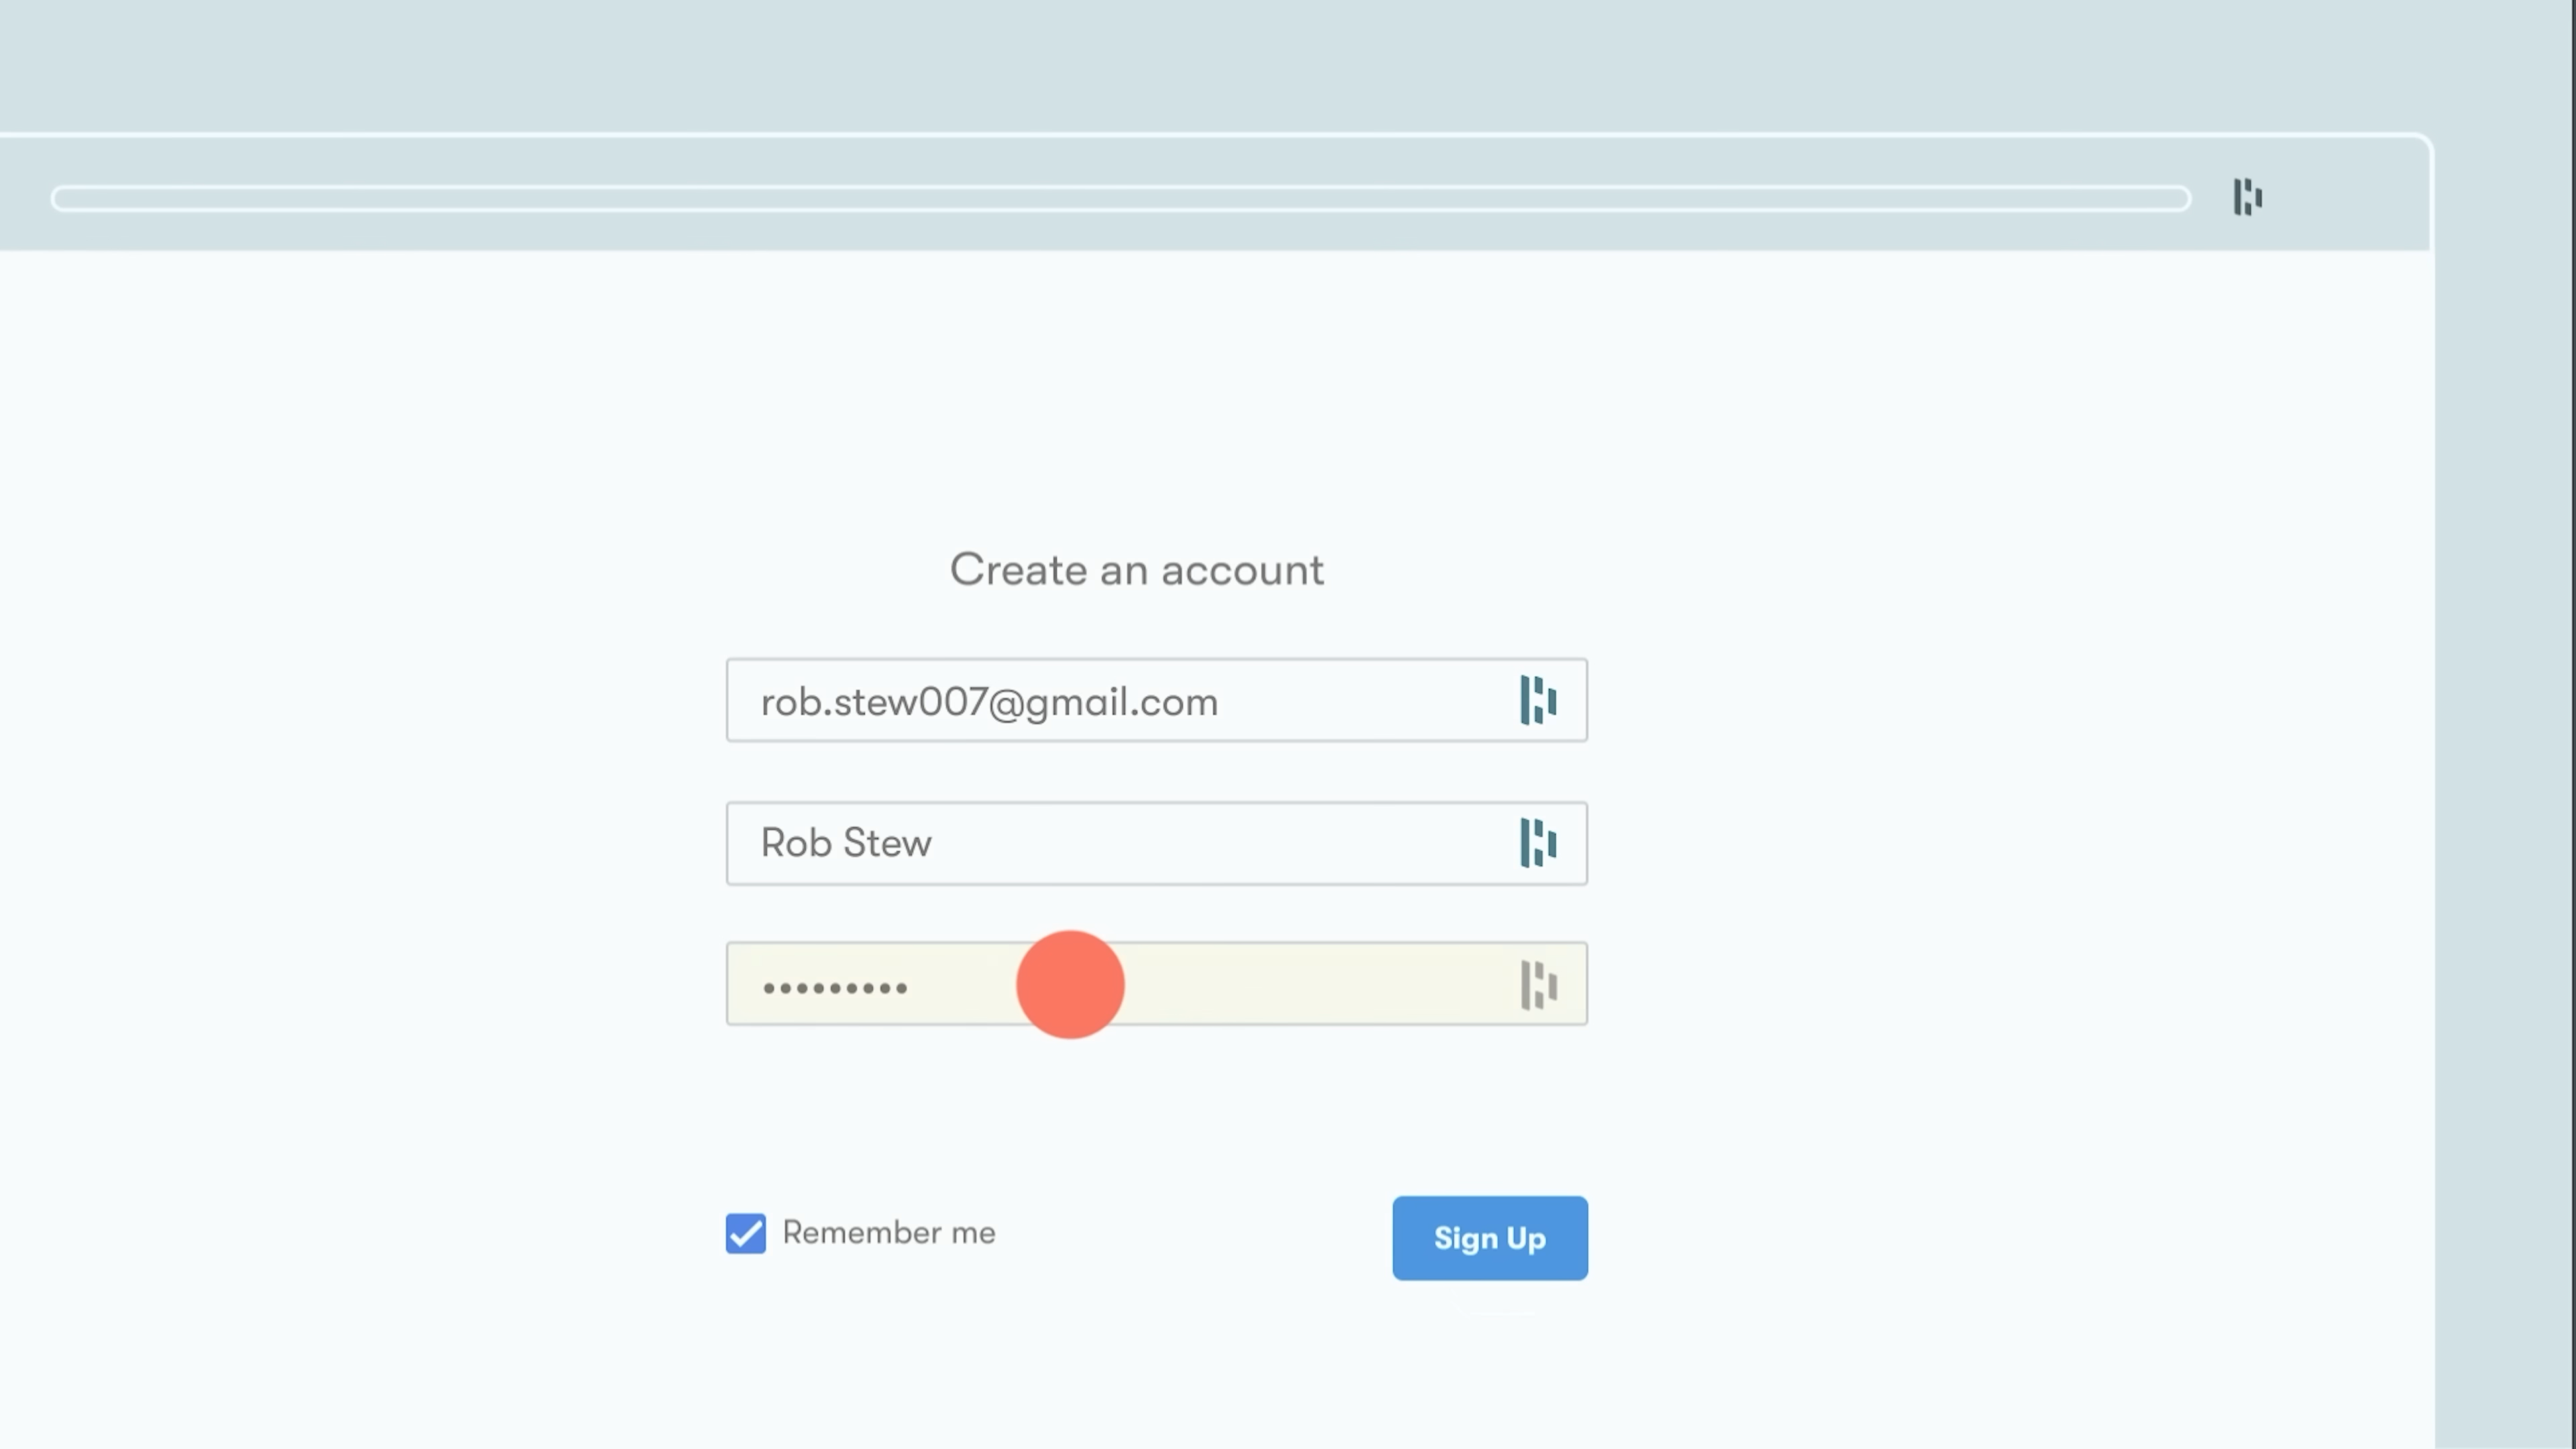 Create an account
rob.stew007@gmail.com
Rob Stew
•••••••••
Remember me
Sign Up